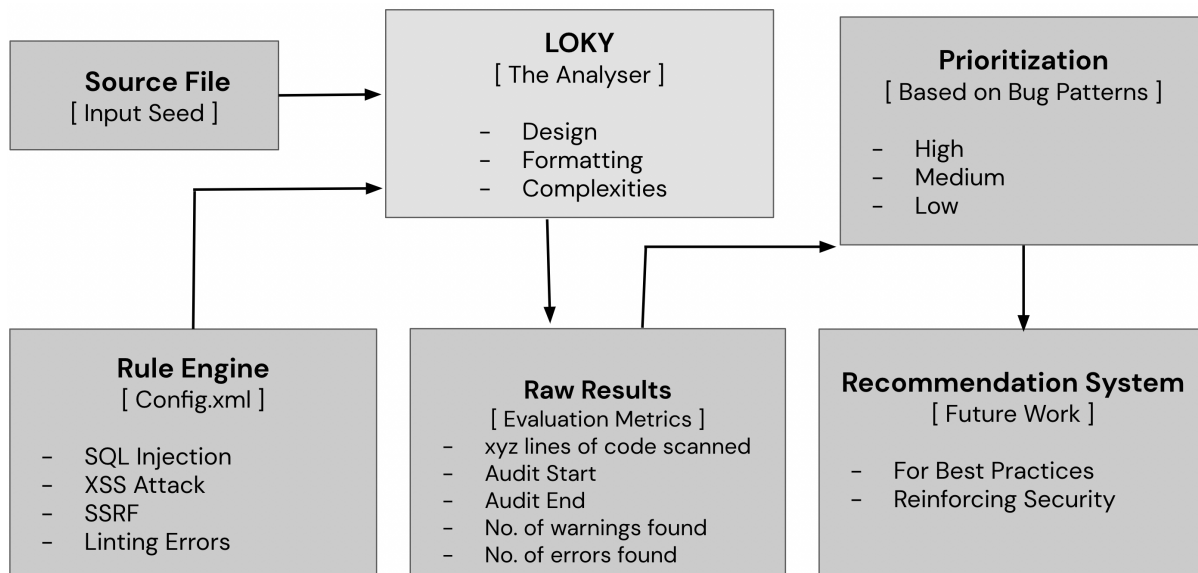 Source File
[ Input Seed ]
LOKY
[ The Analyser ]
- Design
- Formatting
- Complexities
Prioritization
[ Based on Bug Patterns ]
- High
- Medium
- Low
Rule Engine
[ Config.xml ]
- SQL Injection
- XSS Attack
- SSRF
- Linting Errors
Raw Results
[ Evaluation Metrics ]
- xyz lines of code scanned
- Audit Start
- Audit End
- No. of warnings found
- No. of errors found
Recommendation System
[ Future Work ]
- For Best Practices
- Reinforcing Security